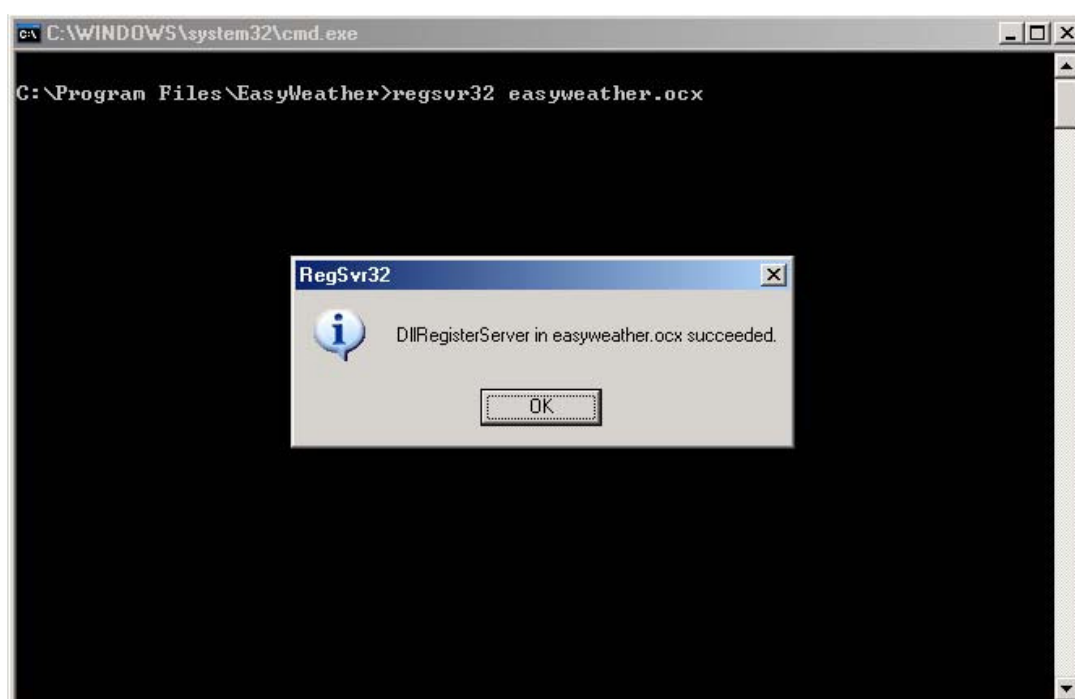 C:\WINDOWS\system32\cmd.exe
C:\Program Files\EasyWeather>regsvr32 easyweather.ocx
RegSvr32
DllRegisterServer in easyweather.ocx succeeded.
OK